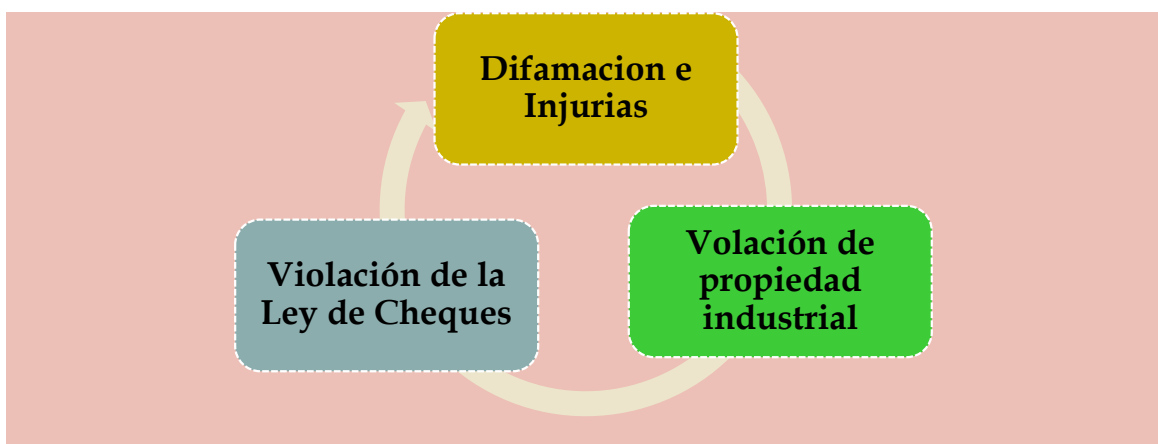 Difamacion e
Injurias
Volación de
propiedad
industrial
Violación de la
Ley de Cheques